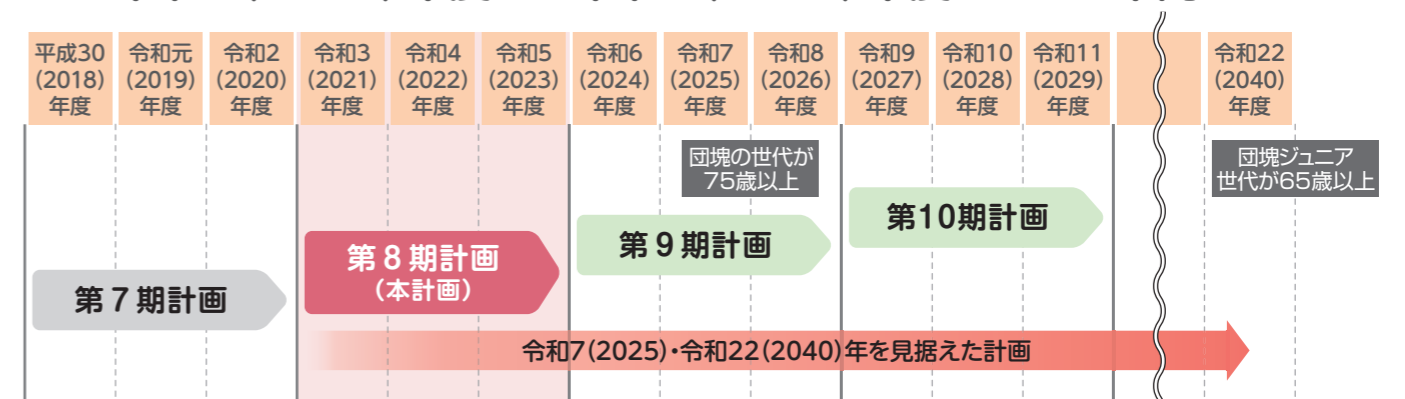 平成30
(2018)
年度
令和元
(2019)
年度
令和2
(2020)
年度
令和3
(2021)
年度
令和4
(2022)
年度
令和5
(2023)
年度
令和6
(2024)
年度
令和7
(2025)
年度
令和8
(2026)
年度
令和9
(2027)
年度
令和10
(2028)
年度
令和11
(2029)
年度
令和22
(2040)
年度
団塊の世代が
75歳以上
団塊ジュニア
世代が65歳以上
第7期計画
第8期計画
（本計画）
第9期計画
第10期計画
令和7(2025)・令和22(2040)年を見据えた計画